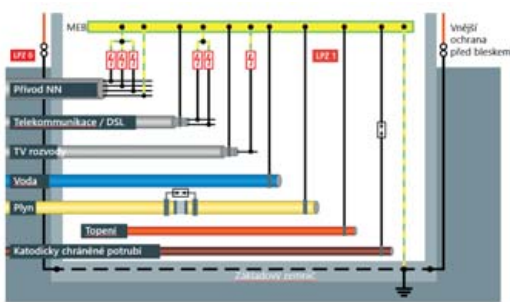 MEB
Vnější
ochrana
před bleskem
LPZ 0
LPZ 1
Přívod NN
Telekommunikace / DSL
TV rozvody
Voda
Plyn
Topení
Katodicky chráněné potrubí
Základový zemnič